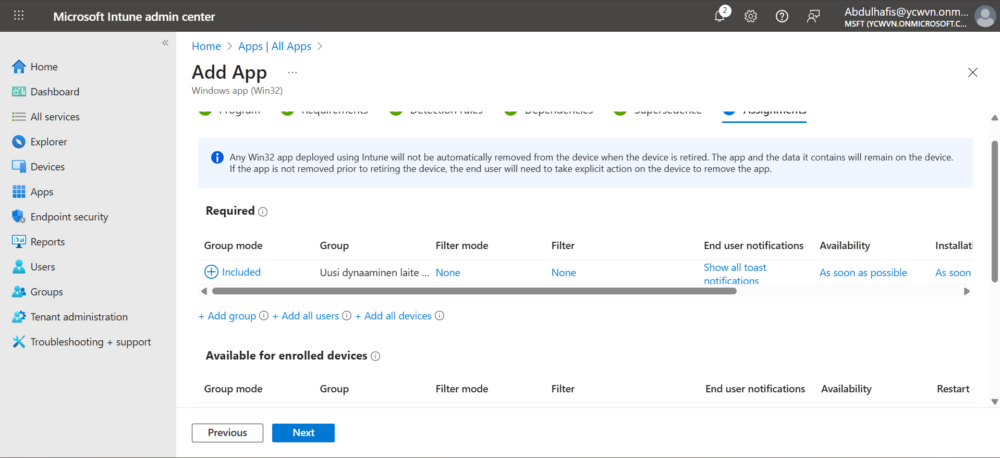 Microsoft Intune admin center
2
Abdulhafis@ycwvn.onm...
MSFT (YCWVN.ONMICROSOFT.C...
«
Home
Dashboard
All services
Explorer
Devices
Apps
Endpoint security
Reports
Users
Groups
Tenant administration
Troubleshooting + support
Home > Apps | All Apps >
Add App ...
Windows app (Win32)
Program Requirements Detection rules Dependencies Supersedence Assignments
Any Win32 app deployed using Intune will not be automatically removed from the device when the device is retired. The app and the data it contains will remain on the device.
If the app is not removed prior to retiring the device, the end user will need to take explicit action on the device to remove the app.
Required
Group mode Group Filter mode Filter End user notifications Availability Installati
Included Uusi dynaaminen laite ... None None Show all toast notifications As soon as possible As soon
+ Add group + Add all users + Add all devices
Available for enrolled devices
Group mode Group Filter mode Filter End user notifications Availability Restart
Previous Next